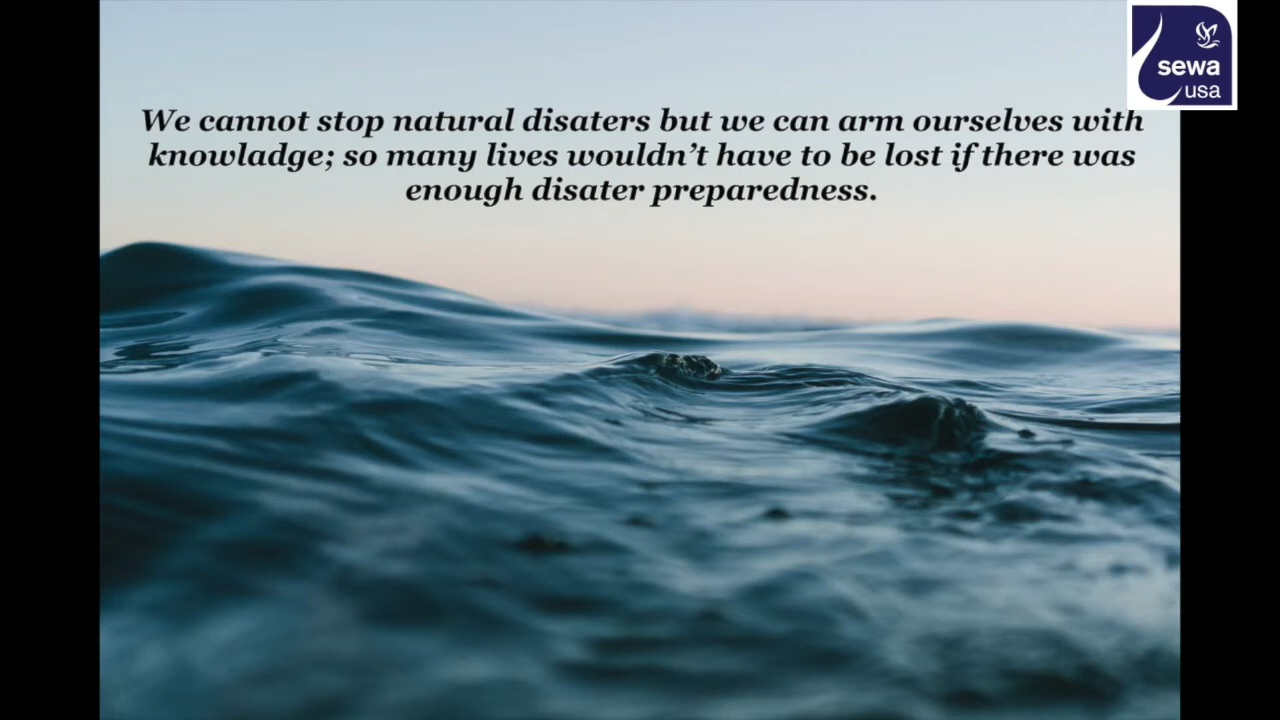 sewa
usa
We cannot stop natural disaters but we can arm ourselves with
knowladge; so many lives wouldn't have to be lost if there was
enough disater preparedness.